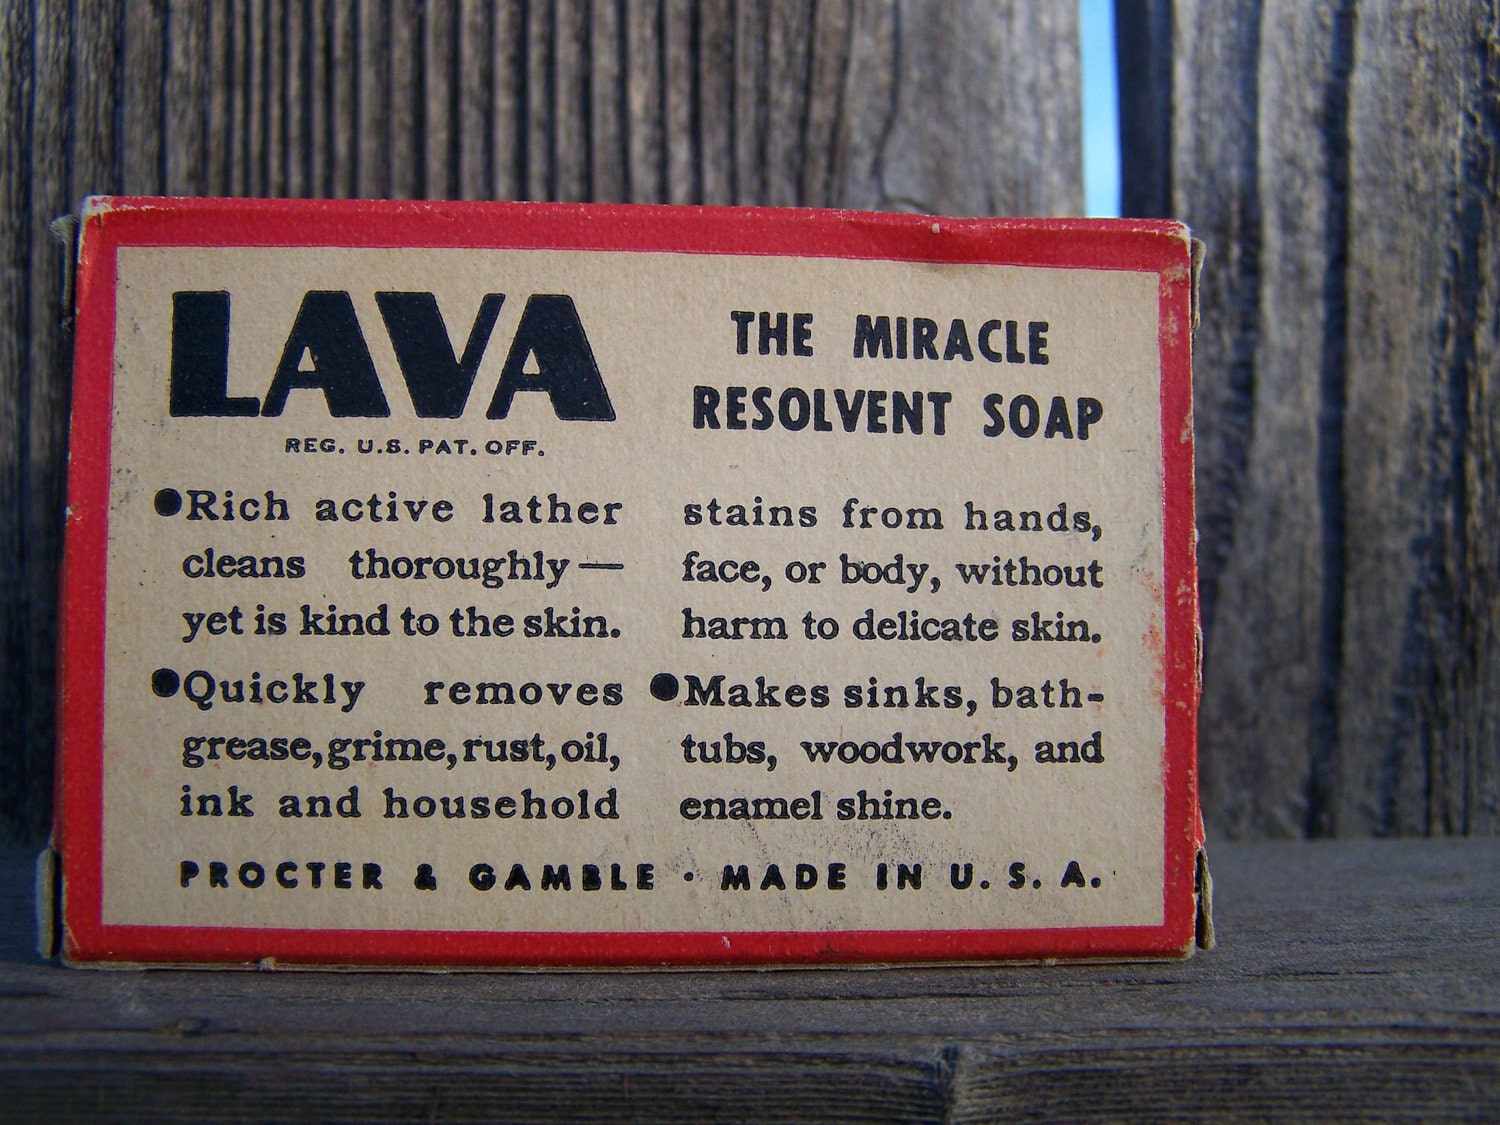 LAVA
REG. U.S. PAT. OFF.
THE MIRACLE
RESOLVENT SOAP
●Rich active lather
cleans thoroughly—
yet is kind to the skin.
●Quickly removes
grease, grime, rust, oil,
ink and household
stains from hands,
face, or body, without
harm to delicate skin.
●Makes sinks, bath-
tubs, woodwork, and
enamel shine.
PROCTER & GAMBLE · MADE IN U. S. A.